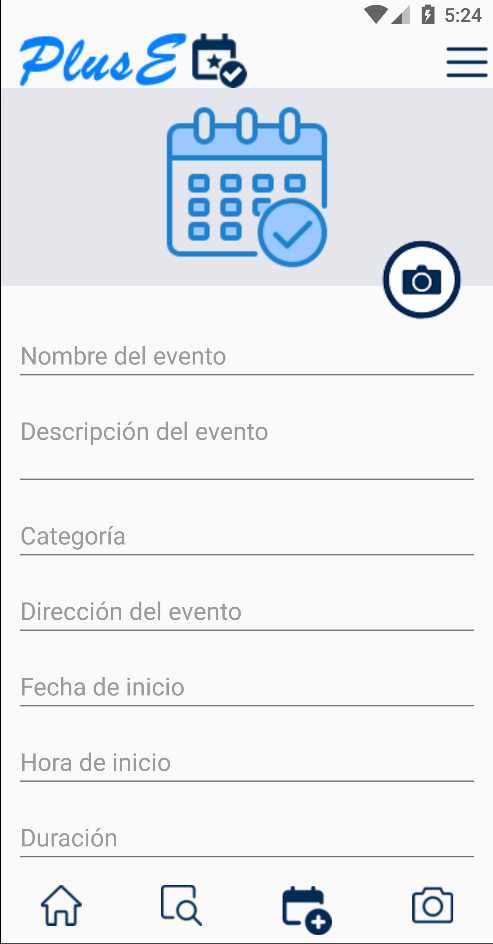 5:24
PlusE
Nombre del evento
Descripción del evento
Categoría
Dirección del evento
Fecha de inicio
Hora de inicio
Duración